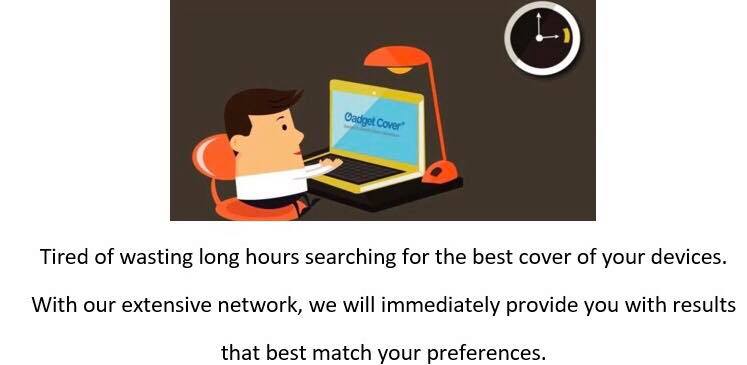 Gadget Cover
Tired of wasting long hours searching for the best cover of your devices.
With our extensive network, we will immediately provide you with results
that best match your preferences.